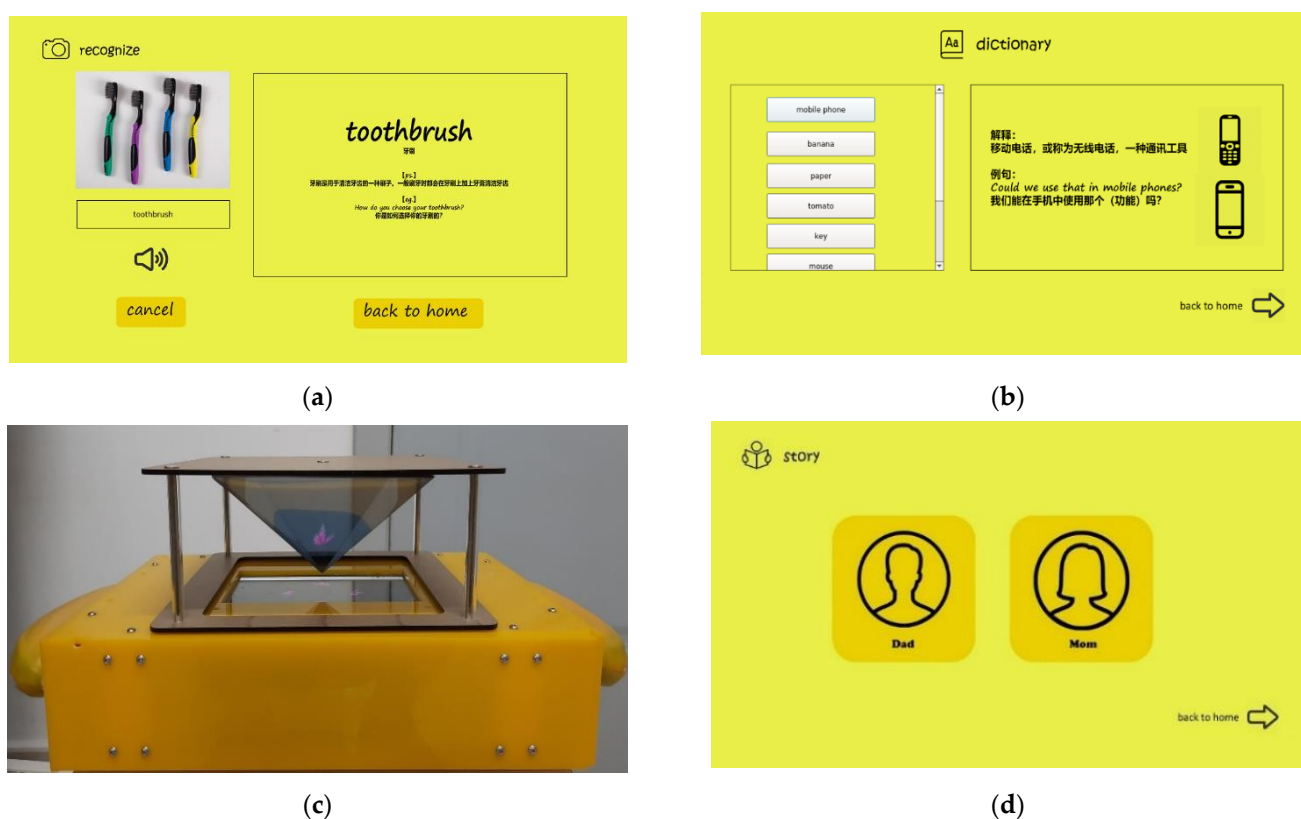 recognize
toothbrush
cancel
toothbrush
牙刷
[ps.]
牙刷是用于清洁牙齿的一种刷子，一般刷牙时都会在牙刷上加上牙膏清洁牙齿
[eg.]
How do you choose your toothbrush?
你是如何选择你的牙刷的？
back to home
(a)
Aa dictionary
mobile phone
banana
paper
tomato
key
mouse
解释：
移动电话，或称为无线电话，一种通讯工具
例句：
Could we use that in mobile phones?
我们能在手机中使用那个（功能）吗？
back to home
(b)
(c)
story
Dad
Mom
back to home
(d)